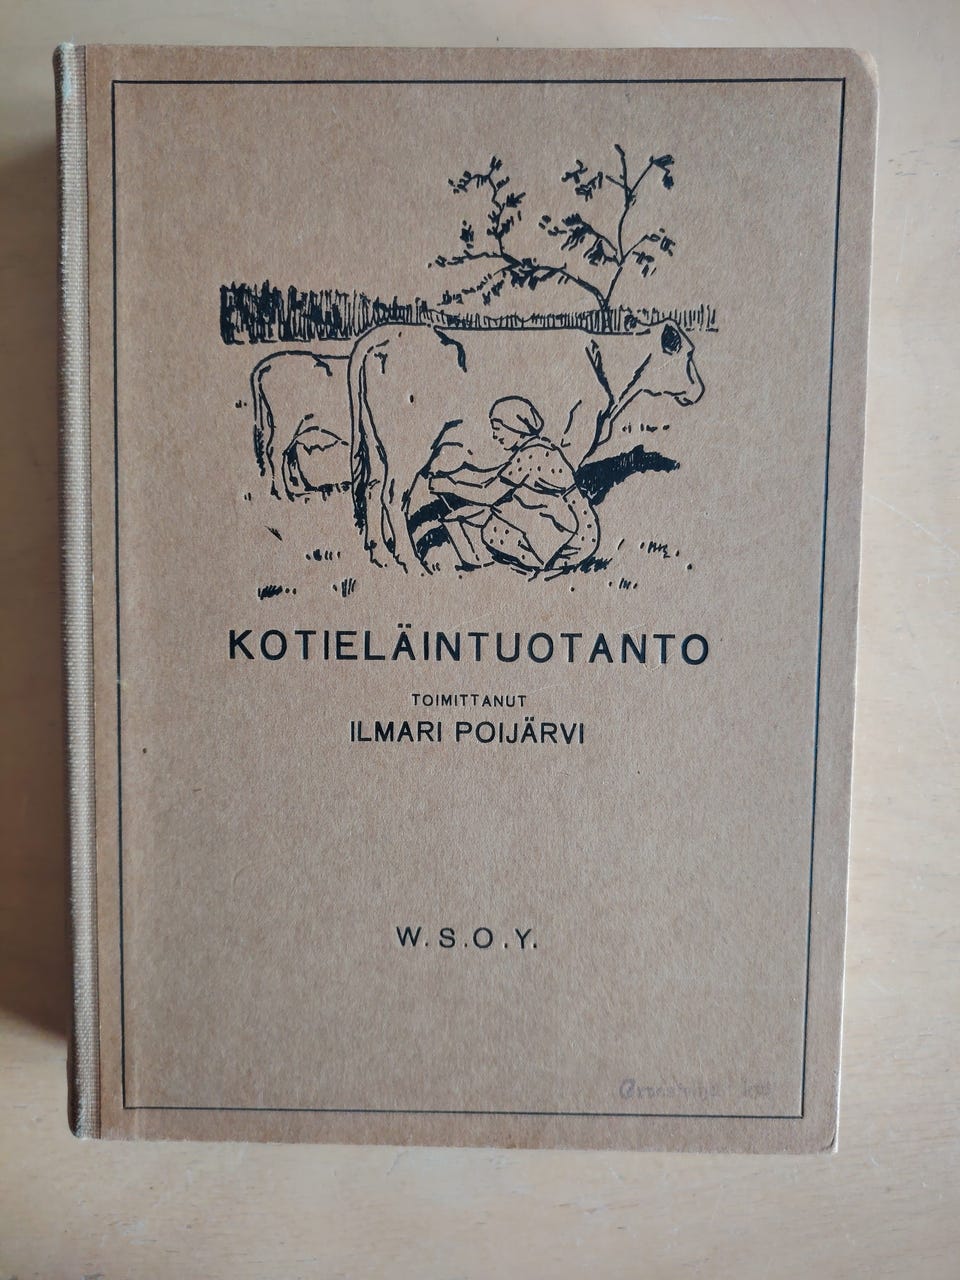 KOTIELÄINTUOTANTO
TOIMITTANUT
ILMARI POIJÄRVI
W.S.O.Y.